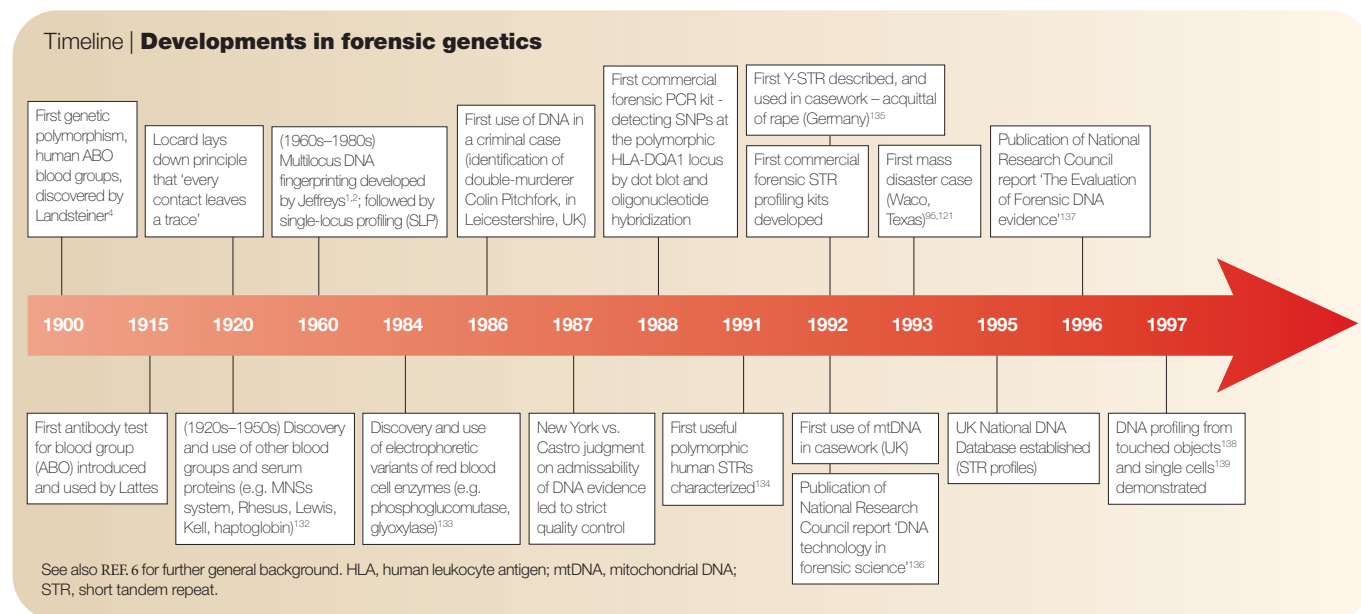 Timeline | Developments in forensic genetics
First genetic
polymorphism,
human ABO
blood groups,
discovered by
Landsteiner⁴
Locard lays
down principle
that ‘every
contact leaves
a trace’
(1960s–1980s)
Multilocus DNA
fingerprinting developed
by Jeffreys¹,²; followed by
single-locus profiling (SLP)
First use of DNA in
a criminal case
(identification of
double-murderer
Colin Pitchfork, in
Leicestershire, UK)
First commercial
forensic PCR kit -
detecting SNPs at
the polymorphic
HLA-DQA1 locus
by dot blot and
oligonucleotide
hybridization
First Y-STR described, and
used in casework – acquittal
of rape (Germany)¹³⁵
First commercial
forensic STR
profiling kits
developed
First mass
disaster case
(Waco,
Texas)⁹⁵,¹²¹
Publication of National
Research Council
report ‘The Evaluation
of Forensic DNA
evidence’¹³⁷
1900 1915 1920 1960 1984 1986 1987 1988 1991 1992 1993 1995 1996 1997
First antibody test
for blood group
(ABO) introduced
and used by Lattes
(1920s–1950s) Discovery
and use of other blood
groups and serum
proteins (e.g. MNSs
system, Rhesus, Lewis,
Kell, haptoglobin)¹³²
Discovery and use
of electrophoretic
variants of red blood
cell enzymes (e.g.
phosphoglucomutase,
glyoxylase)¹³³
New York vs.
Castro judgment
on admissability
of DNA evidence
led to strict
quality control
First useful
polymorphic
human STRs
characterized¹³⁴
First use of mtDNA
in casework (UK)
Publication of
National Research
Council report ‘DNA
technology in
forensic science’¹³⁶
UK National DNA
Database established
(STR profiles)
DNA profiling from
touched objects¹³⁸
and single cells¹³⁹
demonstrated
See also REF. 6 for further general background. HLA, human leukocyte antigen; mtDNA, mitochondrial DNA;
STR, short tandem repeat.